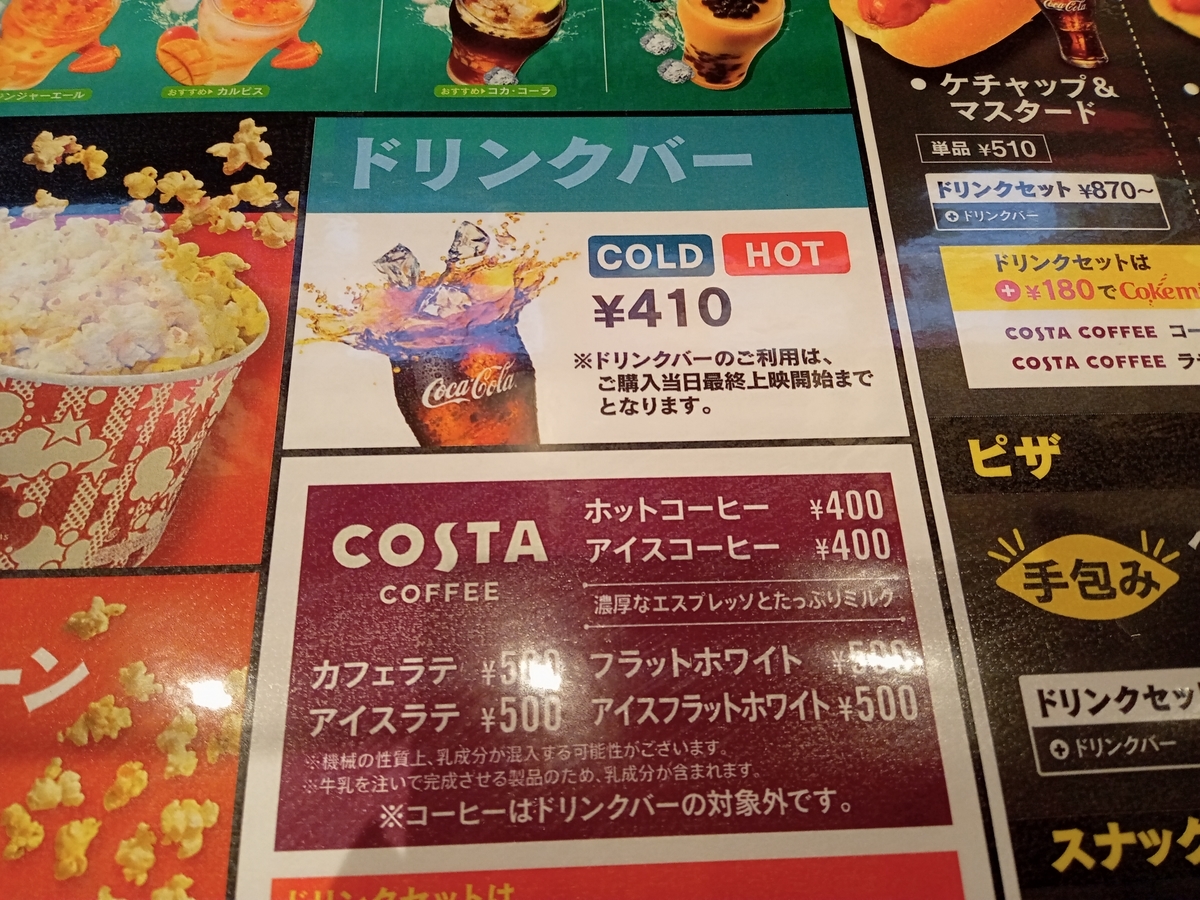 ンジャーエール
おすすめ▶カルピス
おすすめ▶コカ・コーラ
ドリンクバー
COLD HOT
¥410
※ドリンクバーのご利用は、
ご購入当日最終上映開始まで
となります。
Coca-Cola
COSTA
COFFEE
ホットコーヒー ¥400
アイスコーヒー ¥400
濃厚なエスプレッソとたっぷりミルク
カフェラテ ¥500 フラットホワイト ¥500
アイスラテ ¥500 アイスフラットホワイト ¥500
※機械の性質上、乳成分が混入する可能性がございます。
※牛乳を注いで完成させる製品のため、乳成分が含まれます。
※コーヒーはドリンクバーの対象外です。
ドリンクセットは
ーン
Coca-Cola
● ケチャップ&
マスタード
単品 ¥510
ドリンクセット ¥870~
+ ドリンクバー
ドリンクセットは
+ ¥180でCoke m
COSTA COFFEE コー
COSTA COFFEE ラ
ピザ
手包み
ドリンクセッ
+ ドリンクバー
スナック